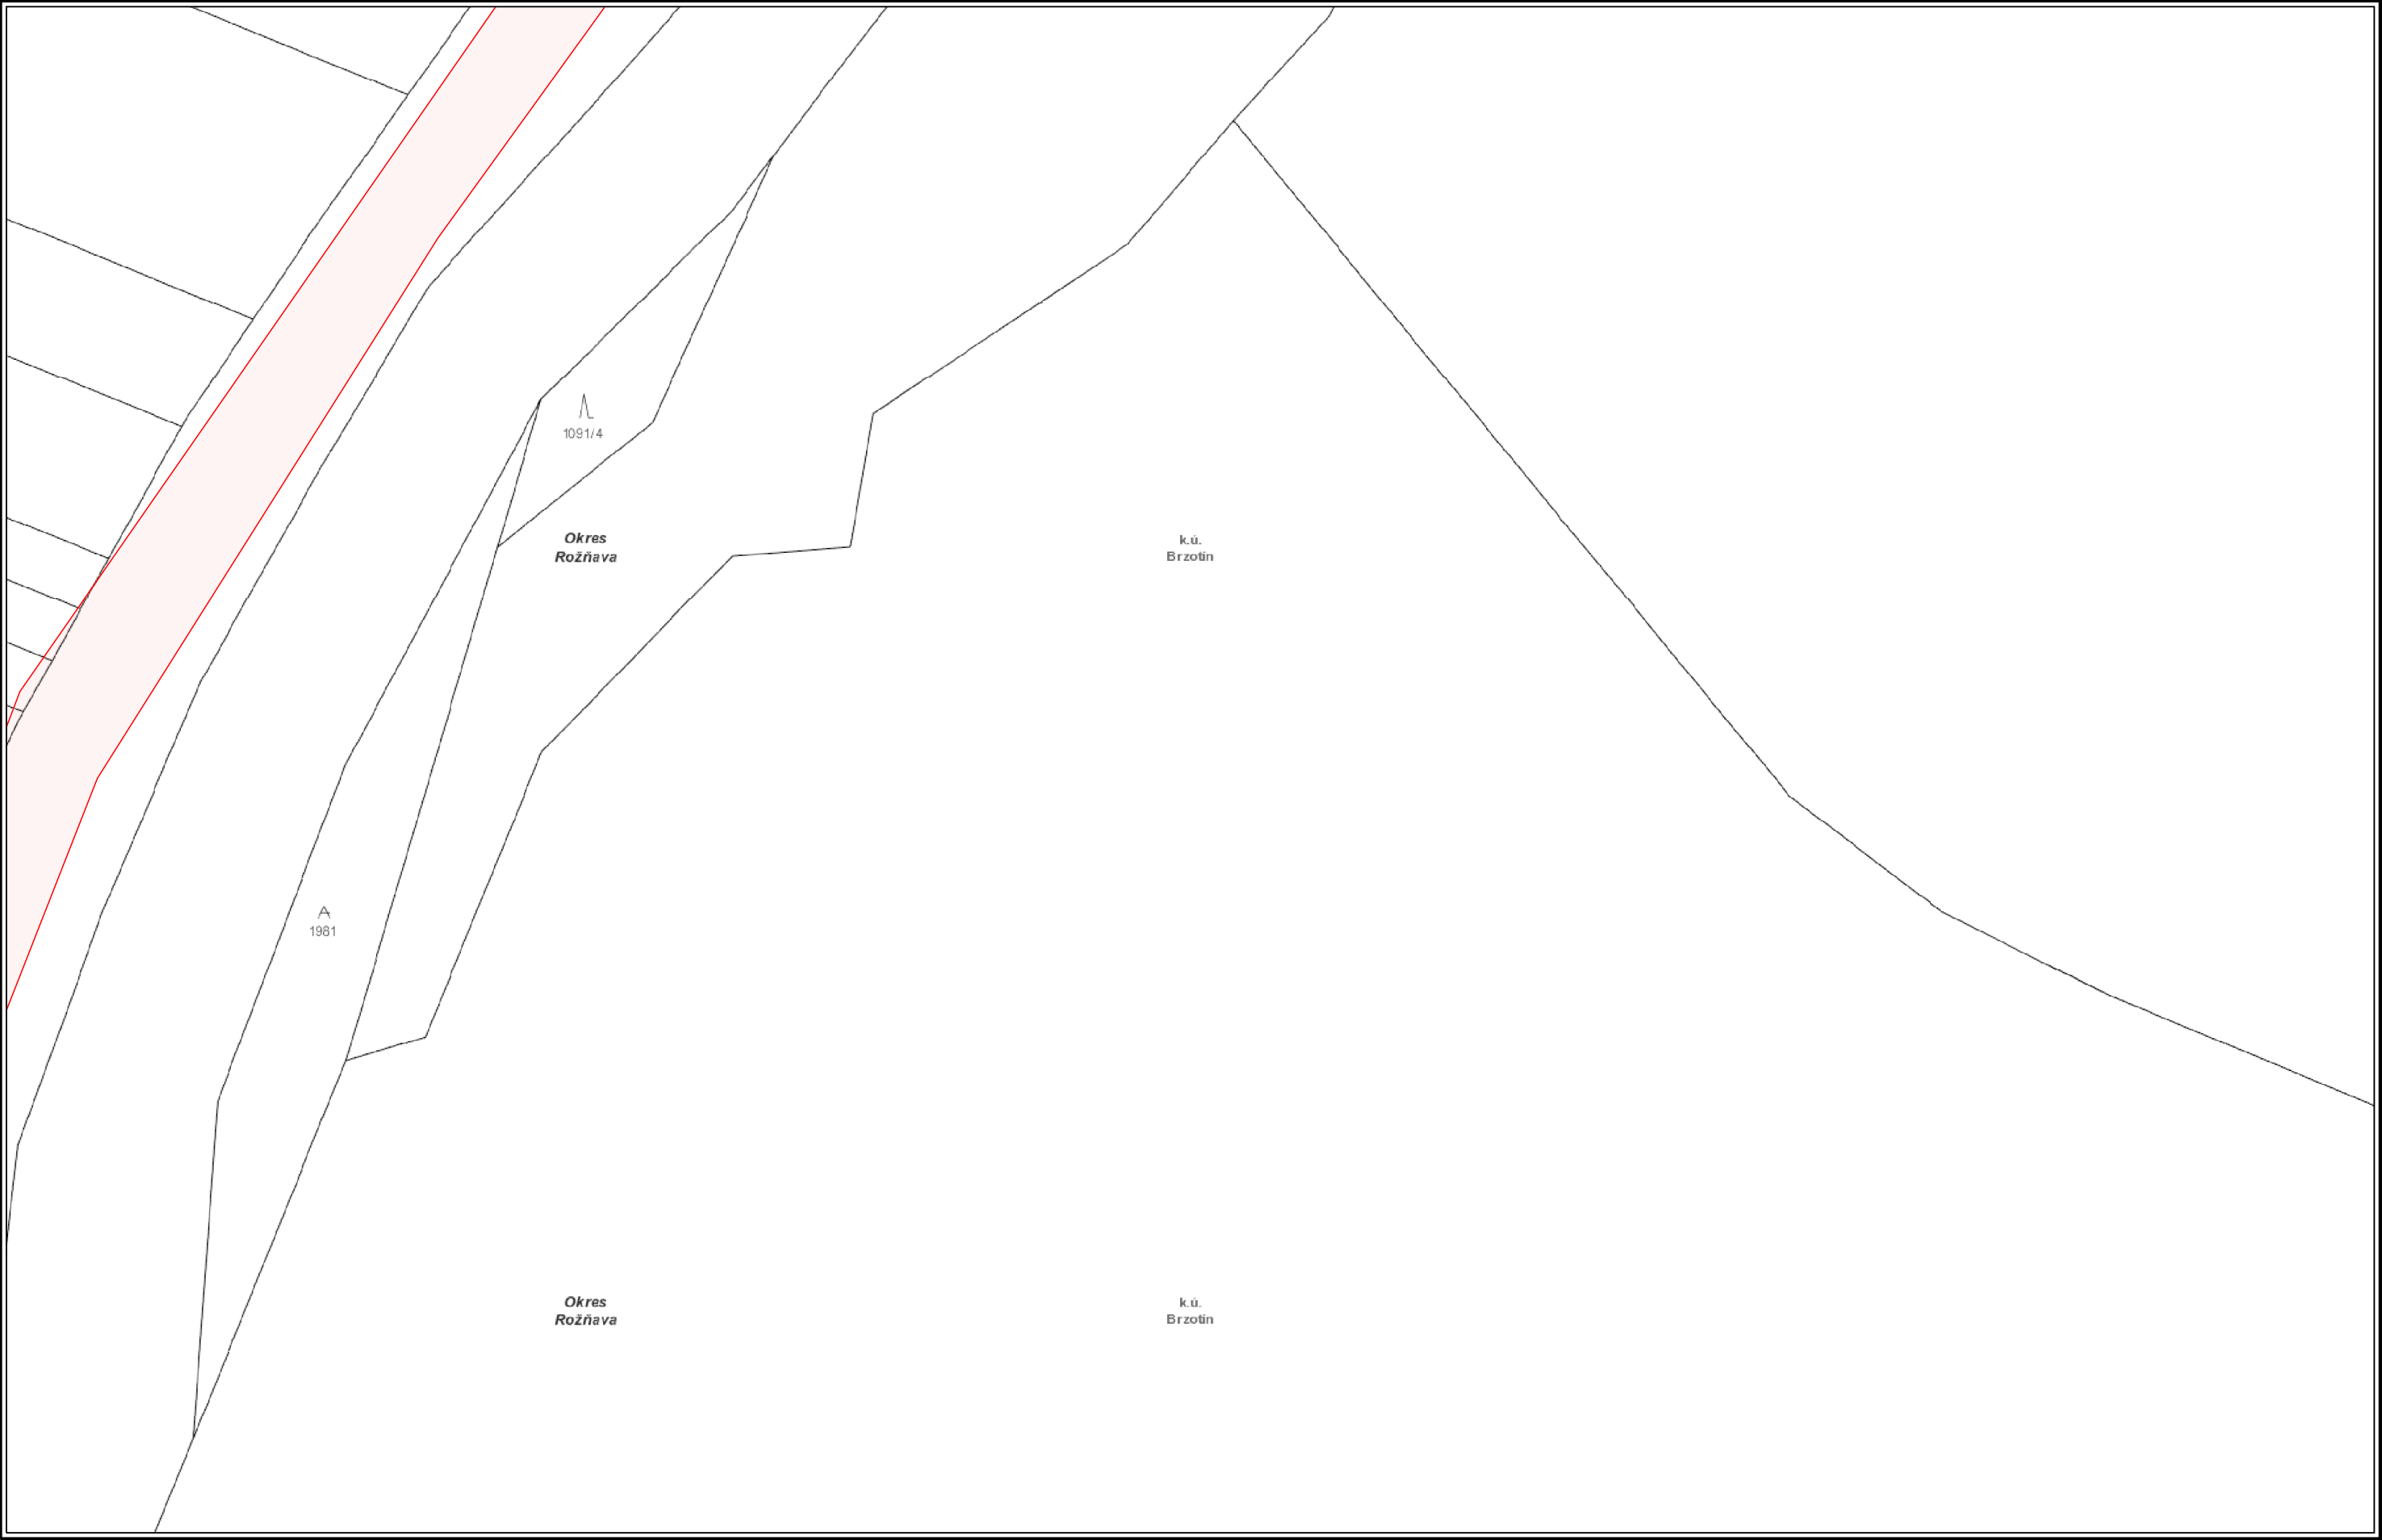 1091/4
Okres
Rožňava
k.ú.
Brzotín
1981
Okres
Rožňava
k.ú.
Brzotín